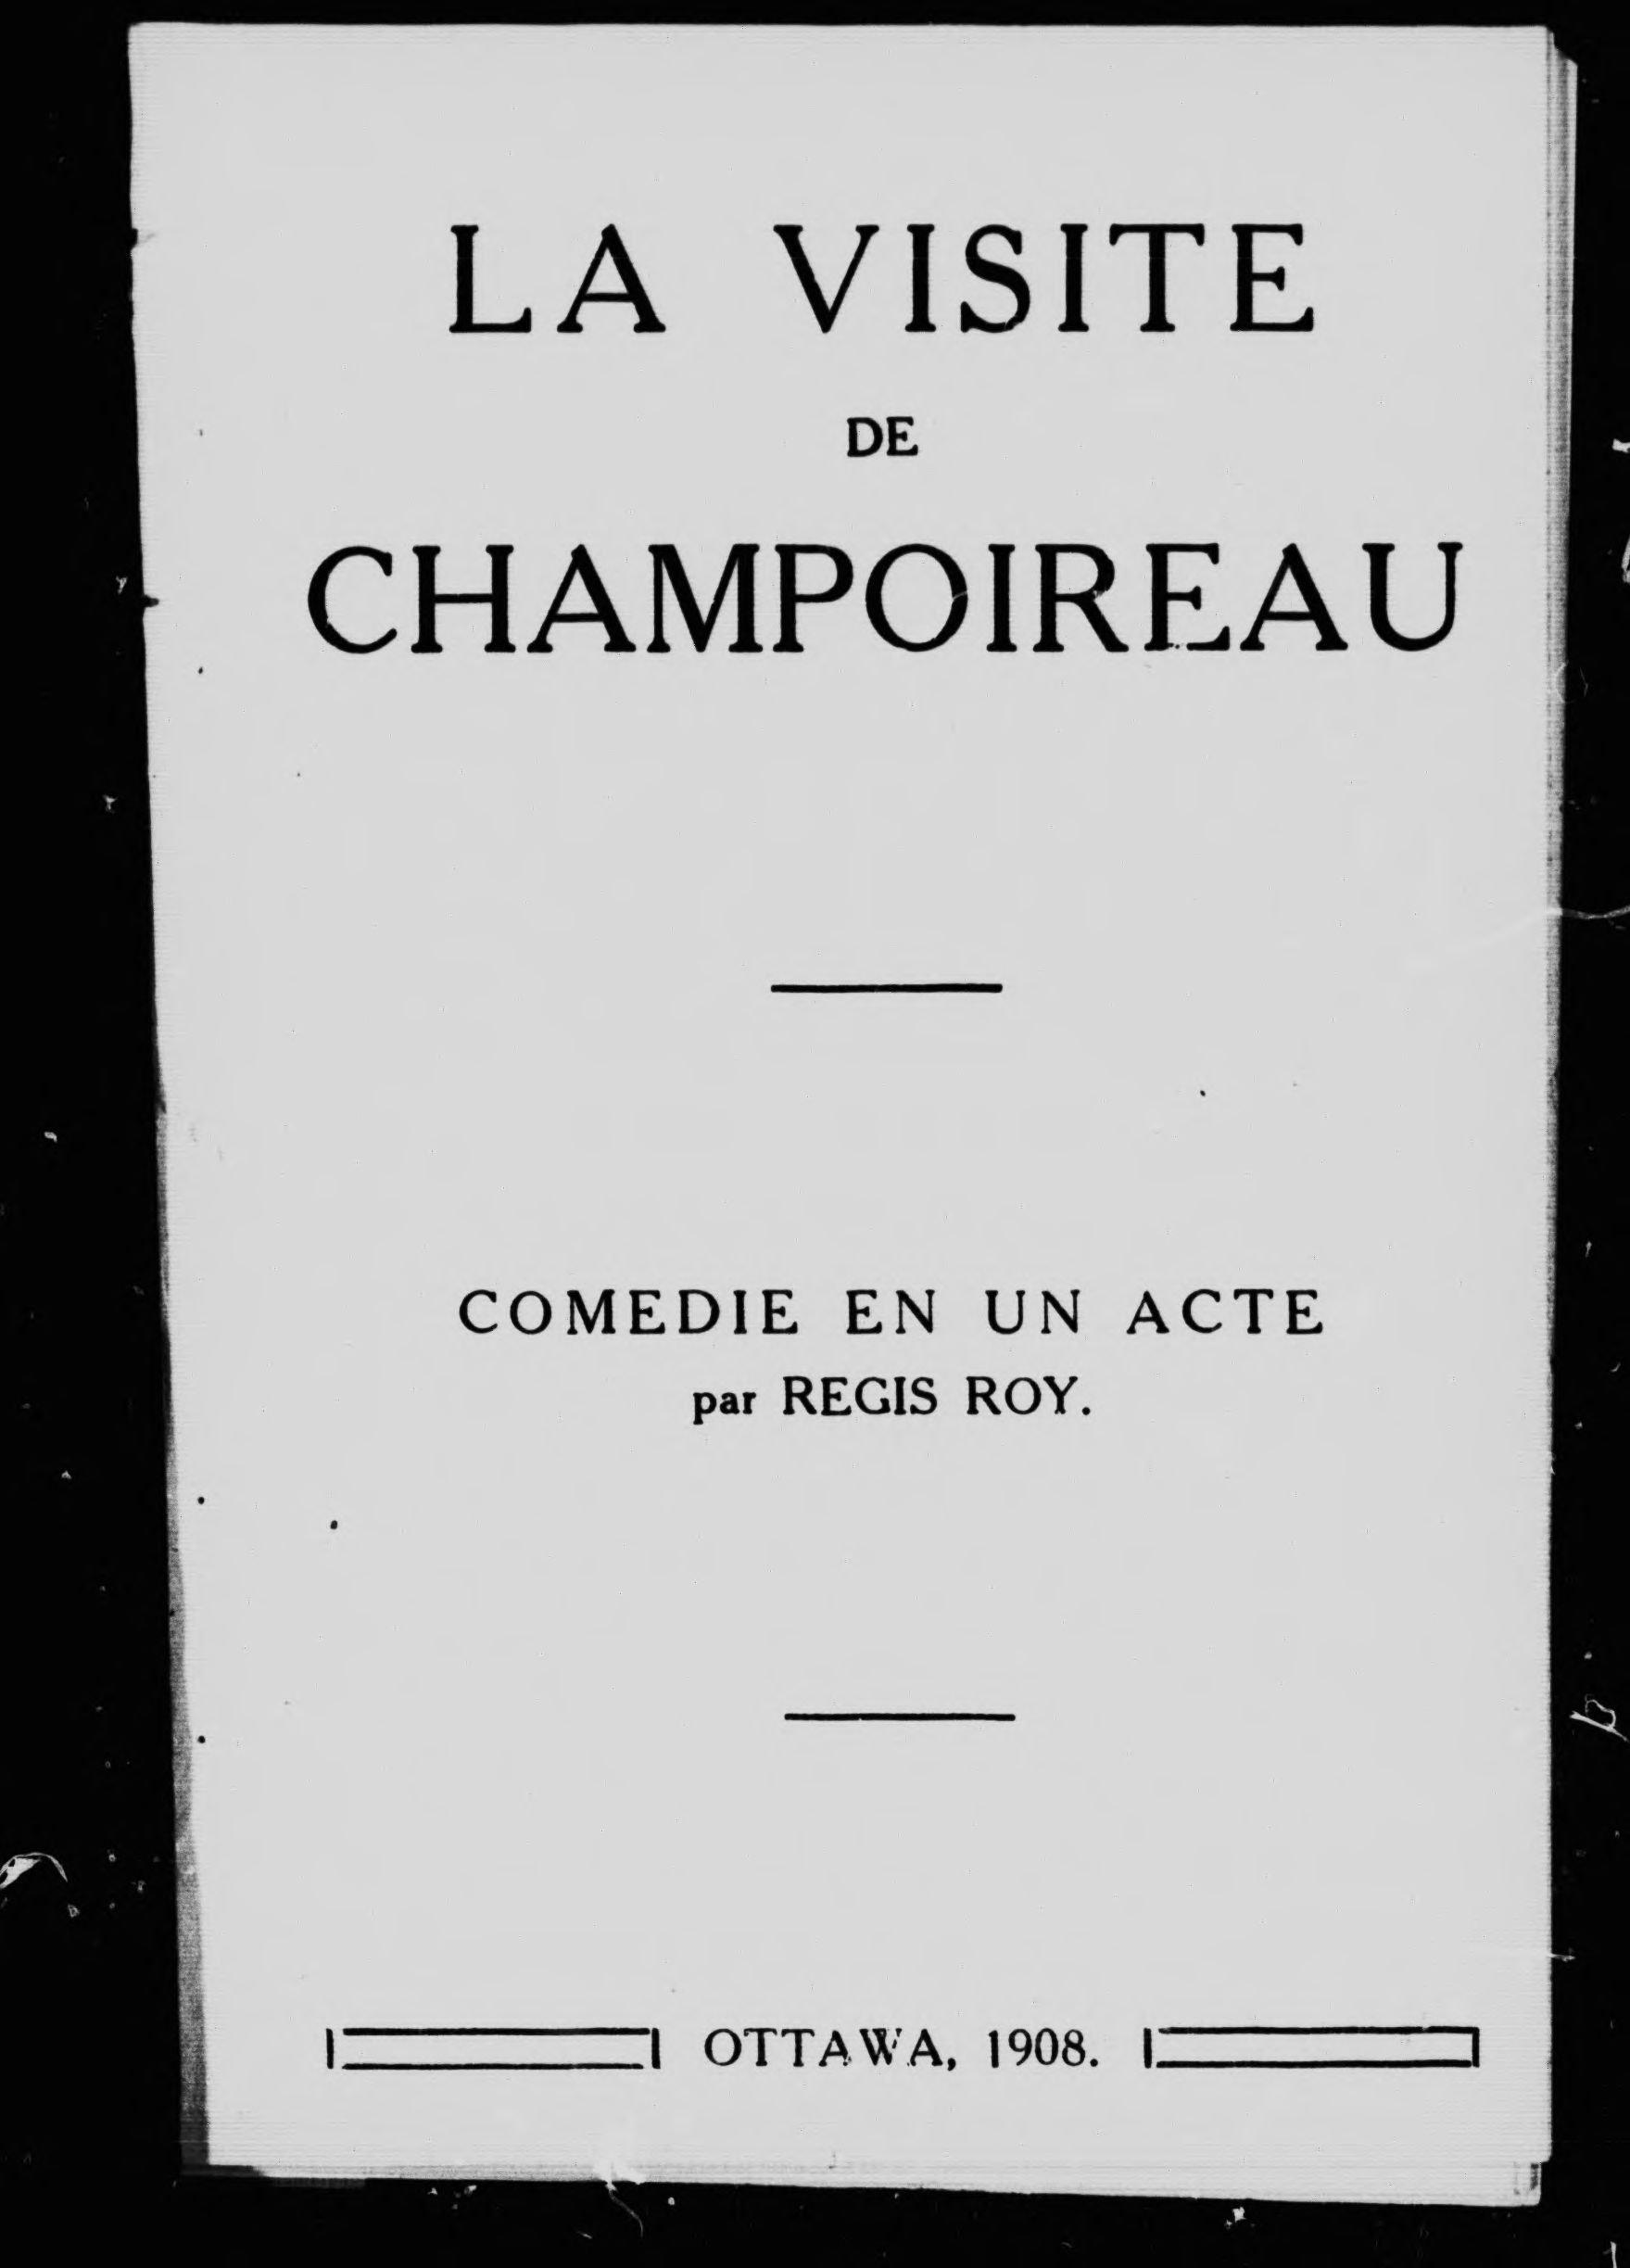 LA VISITE
DE
CHAMPOIREAU
COMEDIE EN UN ACTE
par REGIS ROY.
OTTAWA, 1908.